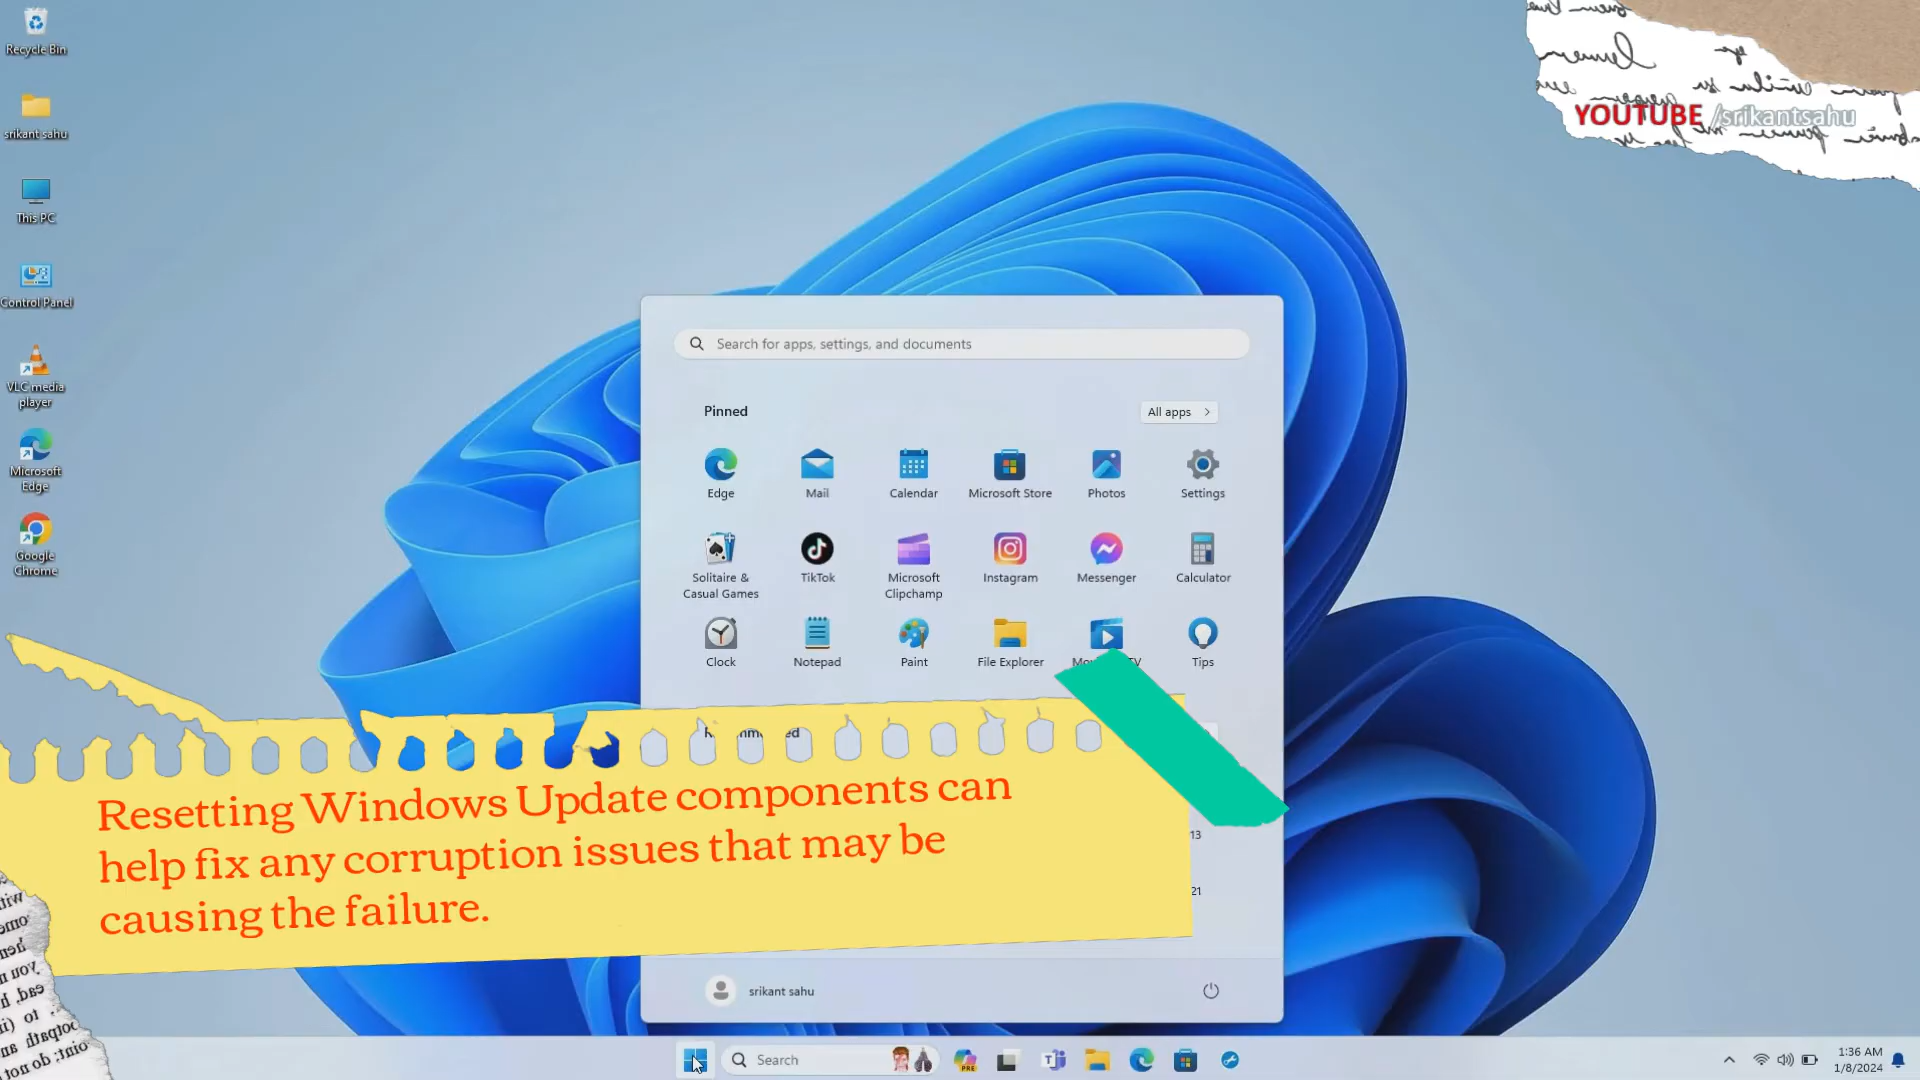 Recycle Bin
srikant sahu
This PC
Control Panel
VLC media
player
Microsoft
Edge
Google
Chrome
YOUTUBE /srikantsahu
Search for apps, settings, and documents
Pinned
All apps
Edge
Mail
Calendar
Microsoft Store
Photos
Settings
Solitaire &
Casual Games
TikTok
Microsoft
Clipchamp
Instagram
Messenger
Calculator
Clock
Notepad
Paint
File Explorer
Tips
Resetting Windows Update components can
help fix any corruption issues that may be
causing the failure.
13
21
srikant sahu
Search
PRE
1:36 AM
1/8/2024